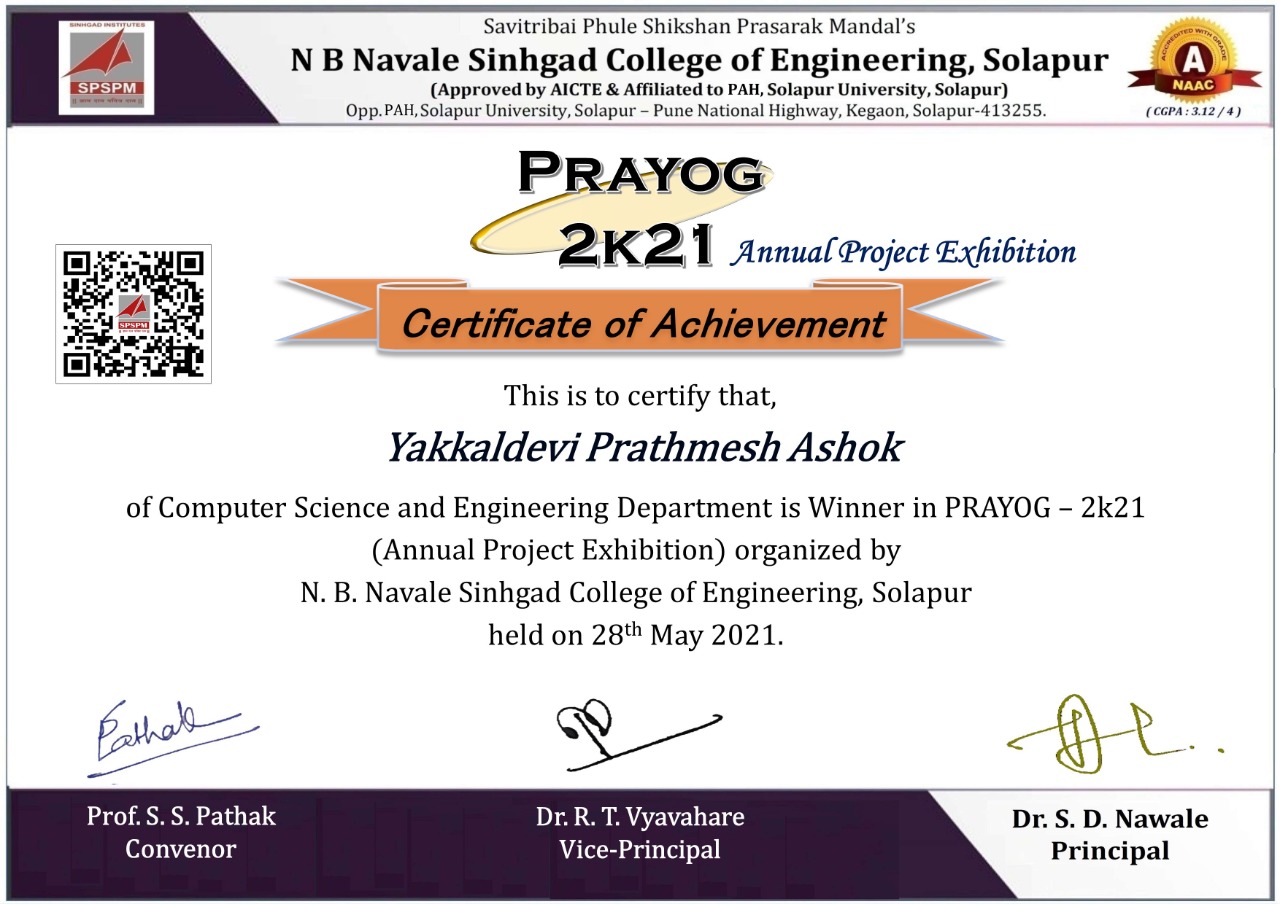 SINHGAD INSTITUTES
SPSPM
Savitribai Phule Shikshan Prasarak Mandal's
N B Navale Sinhgad College of Engineering, Solapur
(Approved by AICTE & Affiliated to PAH, Solapur University, Solapur)
Opp. PAH, Solapur University, Solapur – Pune National Highway, Kegaon, Solapur-413255.
ACCREDITED WITH GRADE
A
NAAC
( CGPA : 3.12 / 4 )
PRAYOG
2K21 Annual Project Exhibition
SPSPM
Certificate of Achievement
This is to certify that,
Yakkaldevi Prathmesh Ashok
of Computer Science and Engineering Department is Winner in PRAYOG – 2k21
(Annual Project Exhibition) organized by
N. B. Navale Sinhgad College of Engineering, Solapur
held on 28th May 2021.
Pathak
Prof. S. S. Pathak
Convenor
Dr. R. T. Vyavahare
Vice-Principal
Dr. S. D. Nawale
Principal